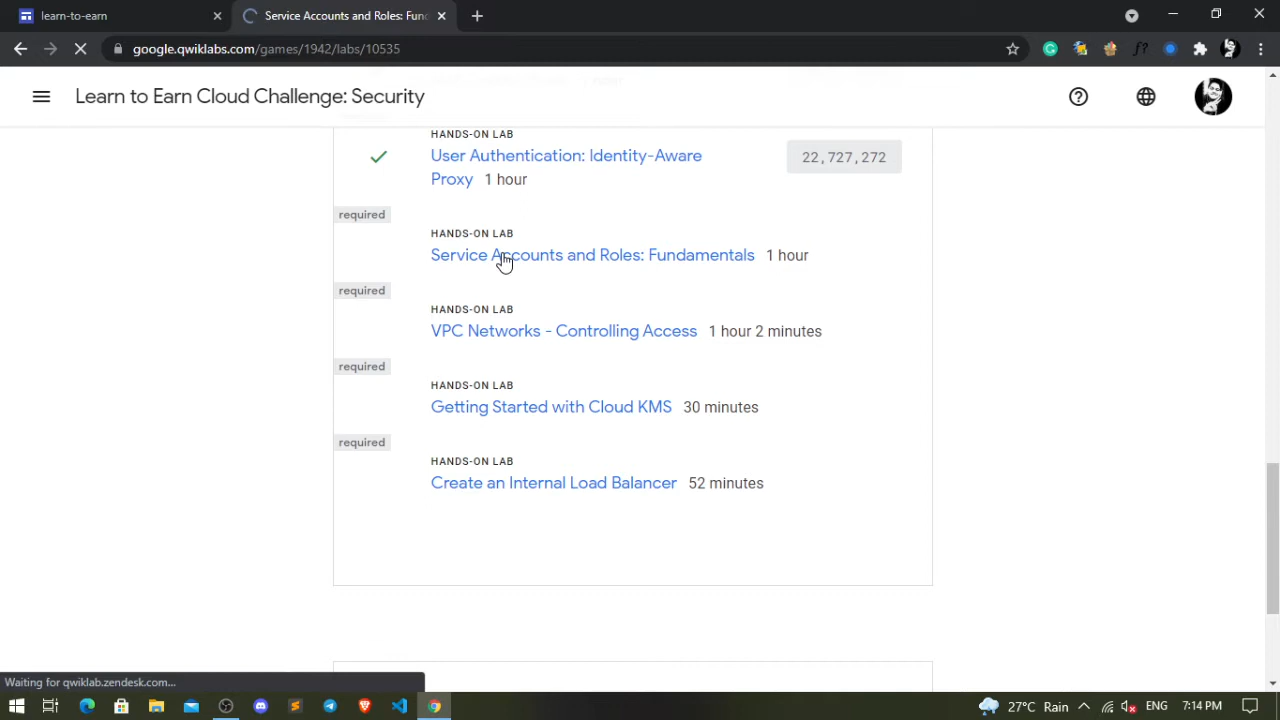 learn-to-earn
Service Accounts and Roles: Fund
google.qwiklabs.com/games/1942/labs/10535
Learn to Earn Cloud Challenge: Security
HANDS-ON LAB
User Authentication: Identity-Aware
Proxy 1 hour
22,727,272
required
HANDS-ON LAB
Service Accounts and Roles: Fundamentals 1 hour
required
HANDS-ON LAB
VPC Networks - Controlling Access 1 hour 2 minutes
required
HANDS-ON LAB
Getting Started with Cloud KMS 30 minutes
required
HANDS-ON LAB
Create an Internal Load Balancer 52 minutes
Waiting for qwiklab.zendesk.com...
27°C Rain
ENG
7:14 PM